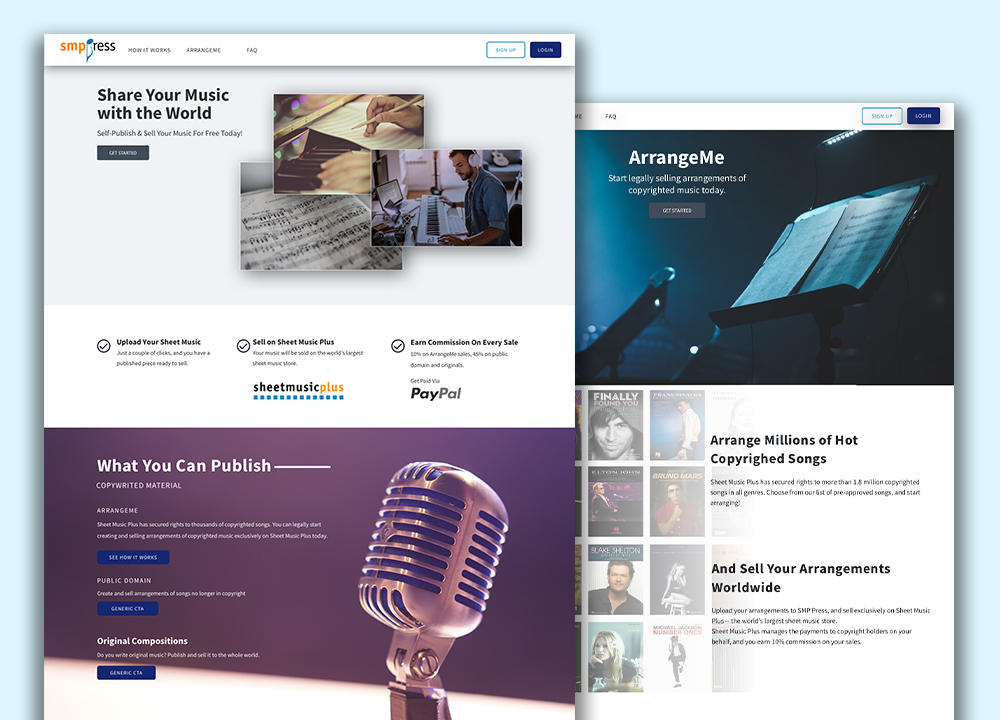 smppress
HOW IT WORKS
ARRANGEME
FAQ
SIGN UP
LOGIN
Share Your Music
with the World
Self-Publish & Sell Your Music For Free Today!
GET STARTED
Upload Your Sheet Music
Just a couple of clicks, and you have a
published piece ready to sell.
Sell on Sheet Music Plus
Your music will be sold on the world's largest
sheet music store.
sheetmusicplus
Earn Commission On Every Sale
10% on ArrangeMe sales, 45% on public
domain and originals.
Get Paid Via
PayPal
What You Can Publish
COPYWRITED MATERIAL
ARRANGEME
Sheet Music Plus has secured rights to thousands of copyrighted songs. You can legally start
creating and selling arrangements of copyrighted music exclusively on Sheet Music Plus today.
SEE HOW IT WORKS
PUBLIC DOMAIN
Create and sell arrangements of songs no longer in copyright
GENERIC CTA
Original Compositions
Do you write original music? Publish and sell it to the whole world.
GENERIC CTA
ME
FAQ
SIGN UP
LOGIN
ArrangeMe
Start legally selling arrangements of
copyrighted music today.
GET STARTED
FINALLY
FOUND YOU
FRANK SINATRA
ELTON JOHN
BRUNO MARS
BLAKE SHELTON
MICHAEL JACKSON
NUMBER ONES
Arrange Millions of Hot
Copyrighed Songs
Sheet Music Plus has secured rights to more than 1.8 million copyrighted
songs in all genres. Choose from our list of pre-approved songs, and start
arranging!
And Sell Your Arrangements
Worldwide
Upload your arrangements to SMP Press, and sell exclusively on Sheet Music
Plus-- the world's largest sheet music store.
Sheet Music Plus manages the payments to copyright holders on your
behalf, and you earn 10% commission on your sales.